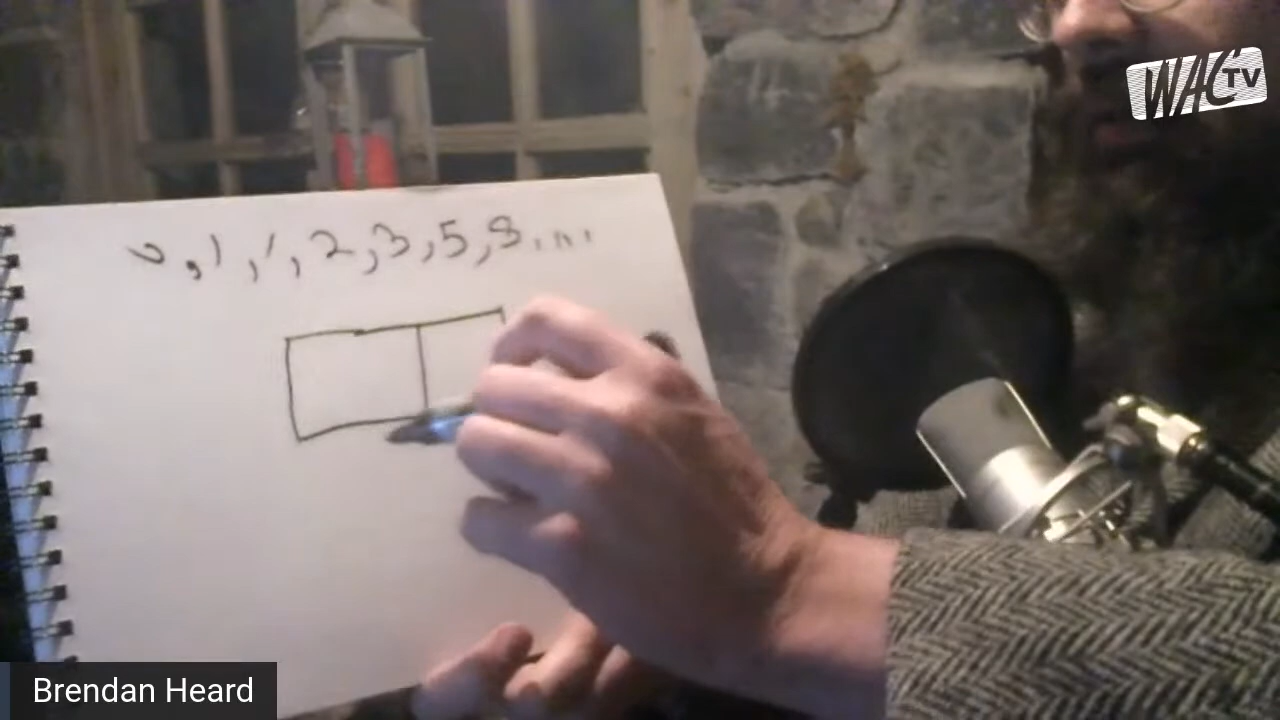 WAC TV
0, 1, 1, 2, 3, 5, 8, ...
Brendan Heard